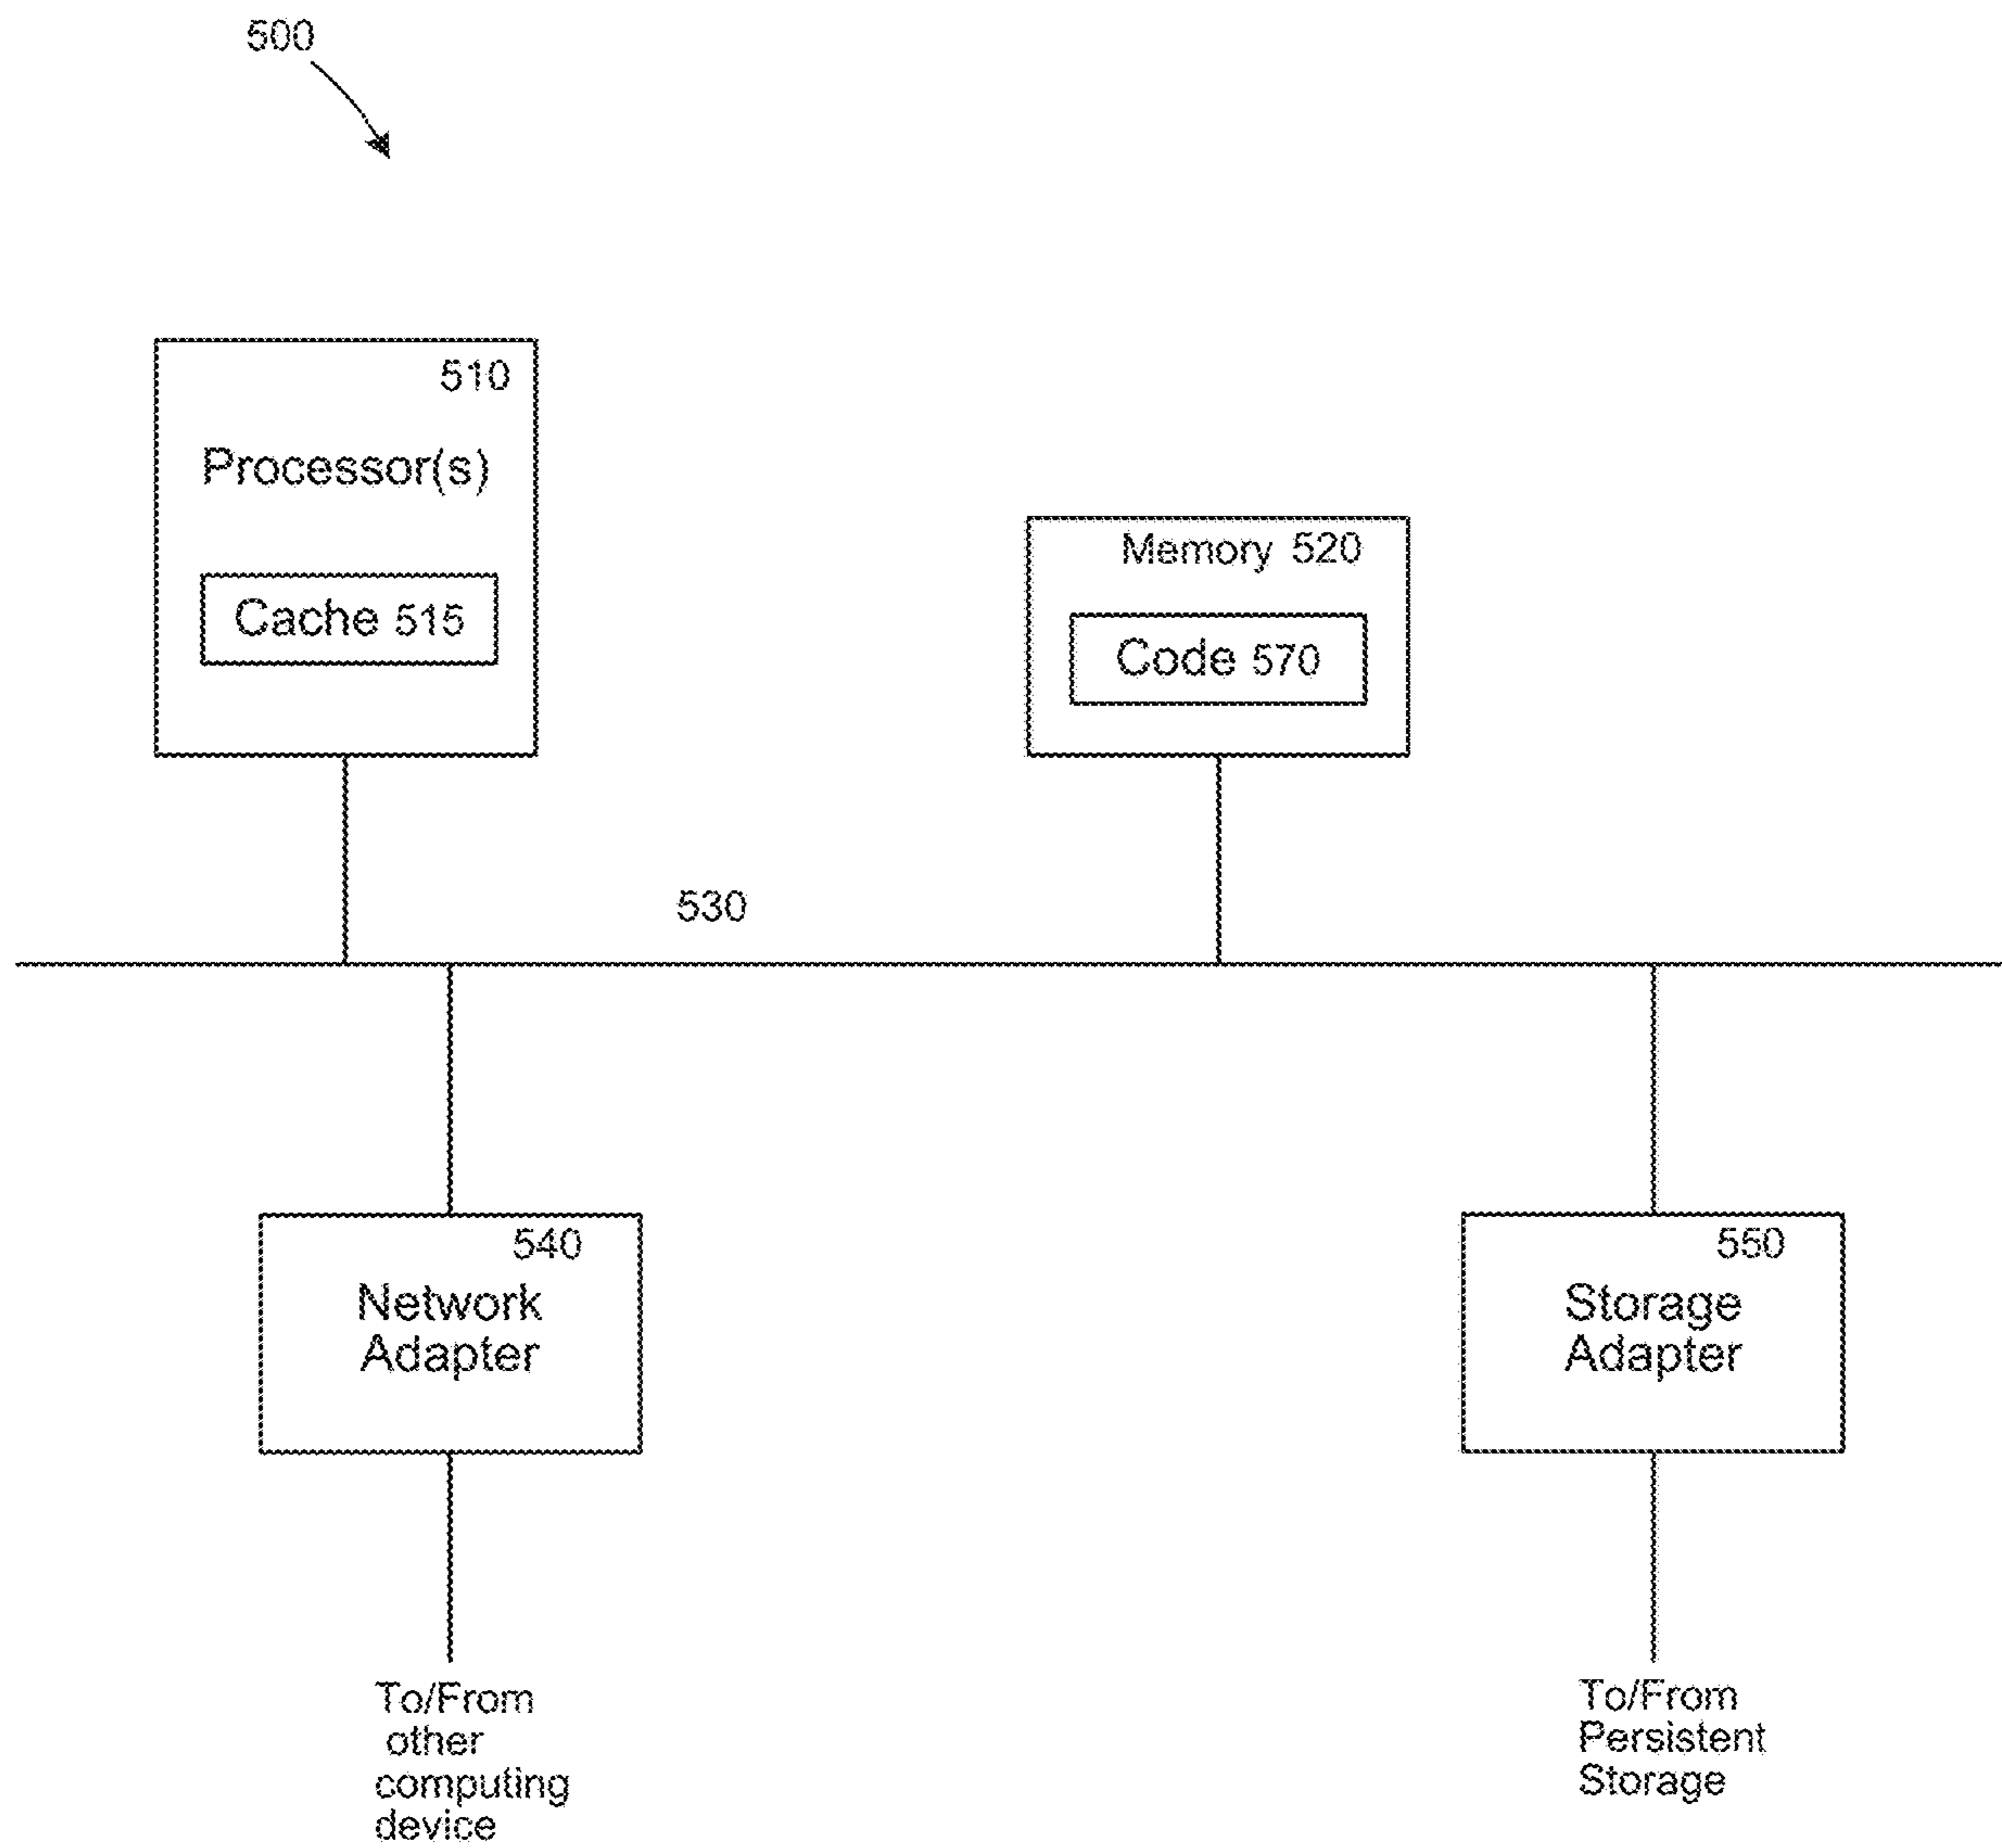 500
510
Processor(s)
Cache 515
Memory 520
Code 570
530
540
Network
Adapter
550
Storage
Adapter
To/From
other
computing
device
To/From
Persistent
Storage